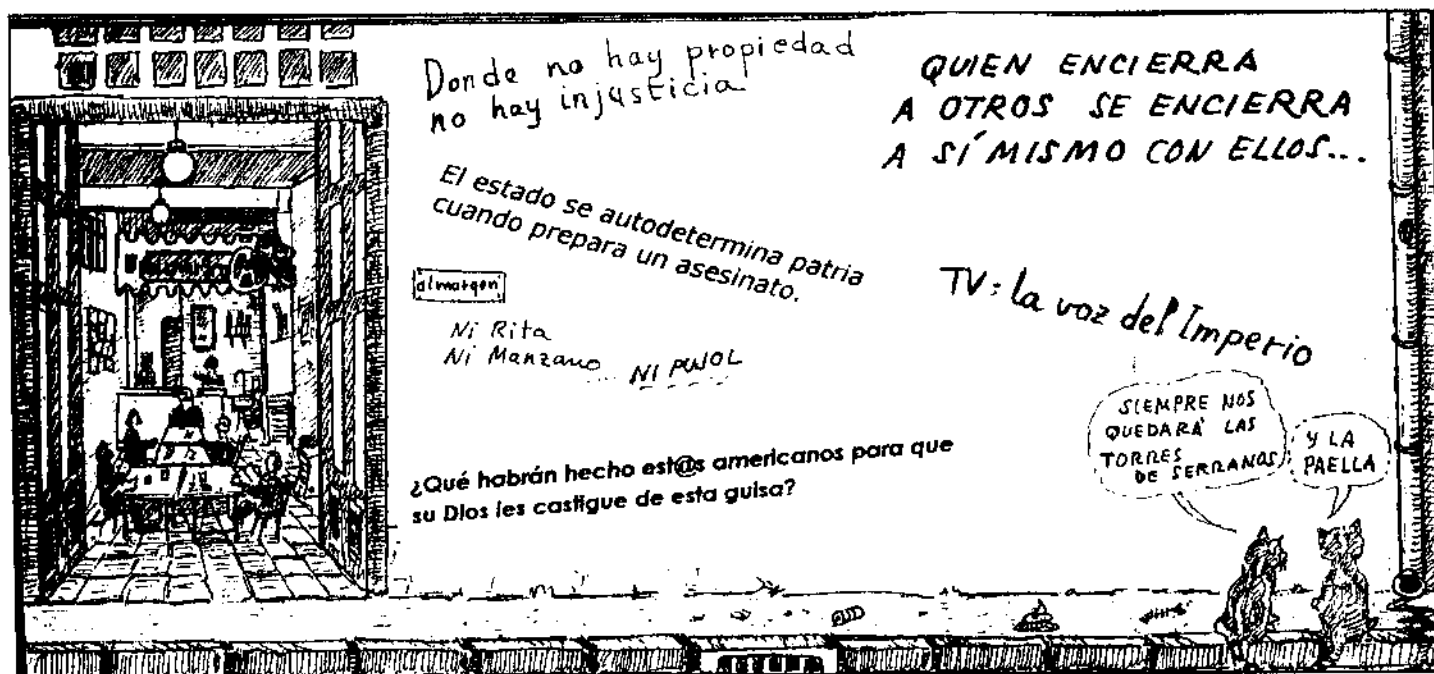 Donde no hay propiedad
no hay injusticia
QUIEN ENCIERRA
A OTROS SE ENCIERRA
A SÍ MISMO CON ELLOS...
El estado se autodetermina patria
cuando prepara un asesinato.
almargen
Ni Rita
Ni Manzano ... NI PUJOL
TV: la voz del Imperio
¿Qué habrán hecho est@s americanos para que
su Dios les castigue de esta guisa?
SIEMPRE NOS
QUEDARÁ LAS
TORRES
DE SERRANOS
Y LA
PAELLA